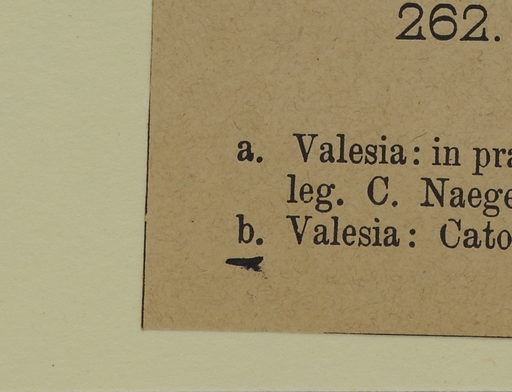 262.
a. Valesia: in pra
leg. C. Naege
b. Valesia: Cato